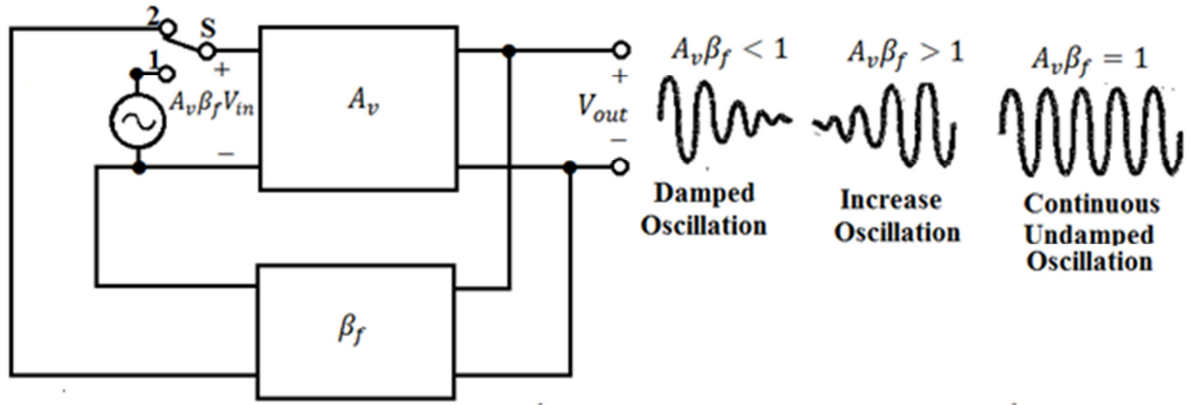 2
S
1
+
A_vβ_fV_in
−
A_v
β_f
+
V_out
−
A_vβ_f < 1
Damped
Oscillation
A_vβ_f > 1
Increase
Oscillation
A_vβ_f = 1
Continuous
Undamped
Oscillation